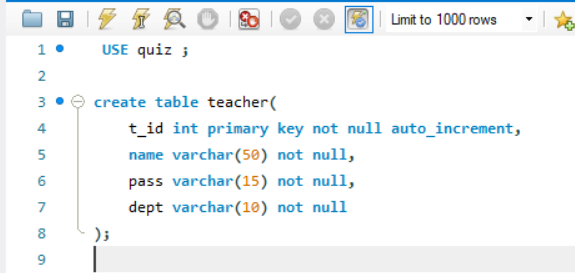 Limit to 1000 rows
1 USE quiz ;
2
3 create table teacher(
4 t_id int primary key not null auto_increment,
5 name varchar(50) not null,
6 pass varchar(15) not null,
7 dept varchar(10) not null
8 );
9